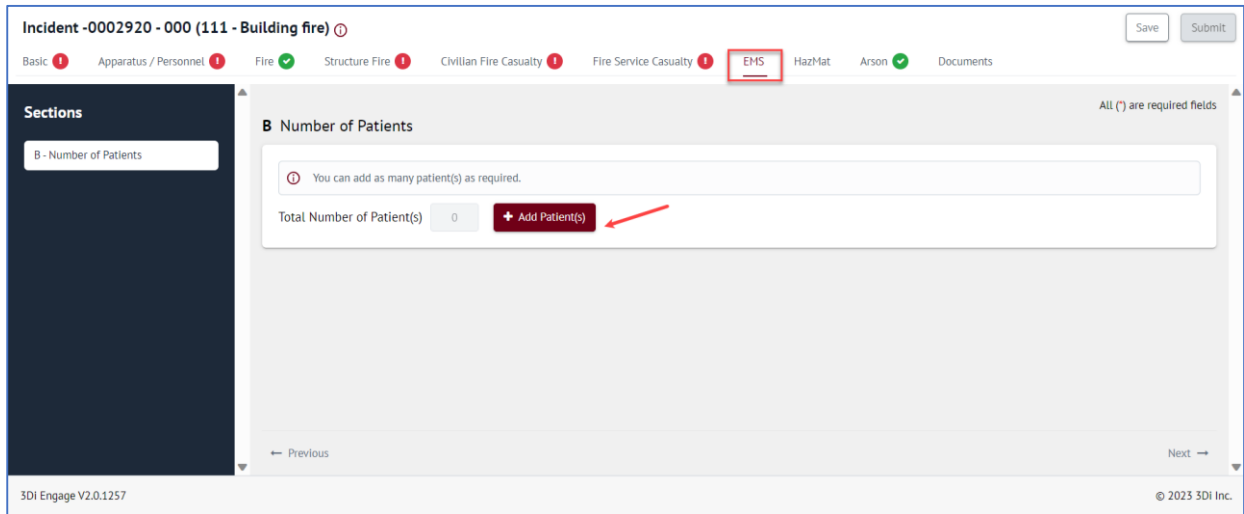 Incident -0002920 - 000 (111 - Building fire)
Save
Submit
Basic
Apparatus / Personnel
Fire
Structure Fire
Civilian Fire Casualty
Fire Service Casualty
EMS
HazMat
Arson
Documents
Sections
B - Number of Patients
All (*) are required fields
B Number of Patients
You can add as many patient(s) as required.
Total Number of Patient(s) 0 + Add Patient(s)
← Previous
Next →
3Di Engage V2.0.1257
© 2023 3Di Inc.